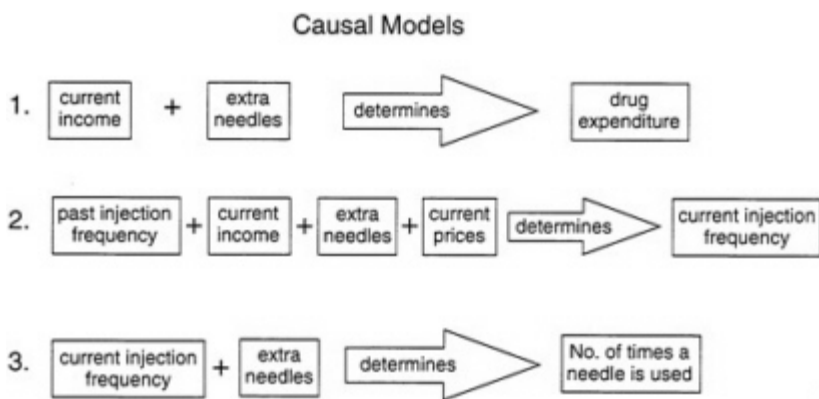 Causal Models
1. current income + extra needles determines drug expenditure
2. past injection frequency + current income + extra needles + current prices determines current injection frequency
3. current injection frequency + extra needles determines No. of times a needle is used